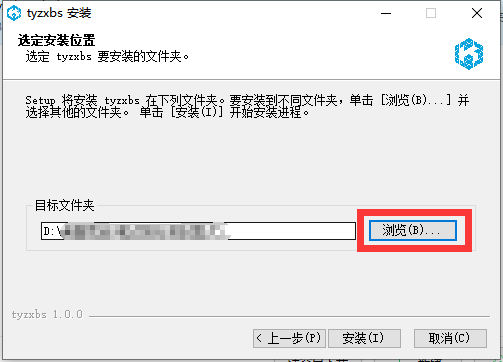 tyzxbs 安装
选定安装位置
选定 tyzxbs 要安装的文件夹。
Setup 将安装 tyzxbs 在下列文件夹。要安装到不同文件夹，单击 [浏览(B)...] 并
选择其他的文件夹。 单击 [安装(I)] 开始安装进程。
目标文件夹
D:\
浏览(B)...
tyzxbs 1.0.0
< 上一步(P)
安装(I)
取消(C)